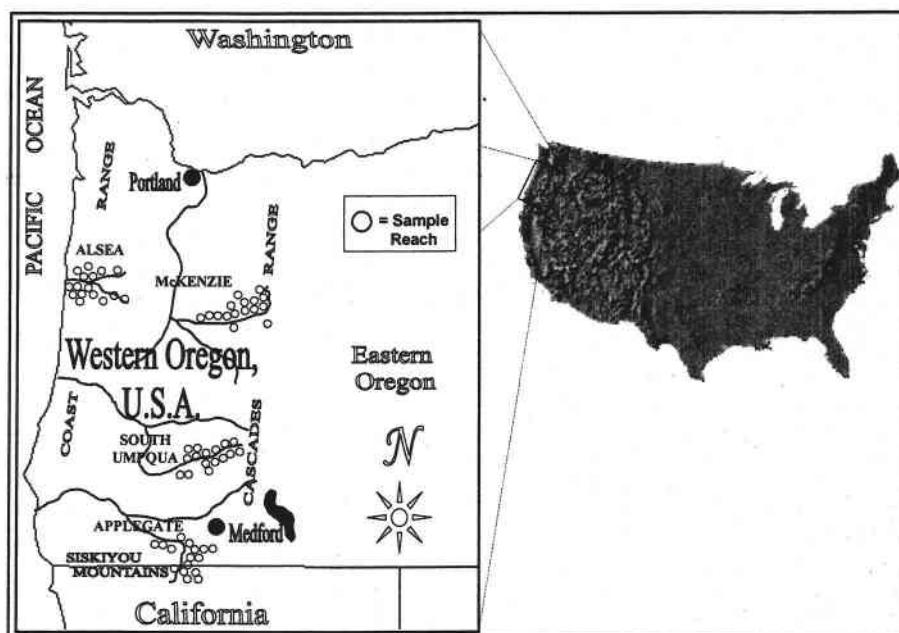 Washington
PACIFIC OCEAN
COAST RANGE
Portland
= Sample
Reach
ALSEA
McKENZIE
CASCADES RANGE
Western Oregon,
U.S.A.
Eastern
Oregon
SOUTH
UMPQUA
N
APPLEGATE
Medford
SISKIYOU
MOUNTAINS
California